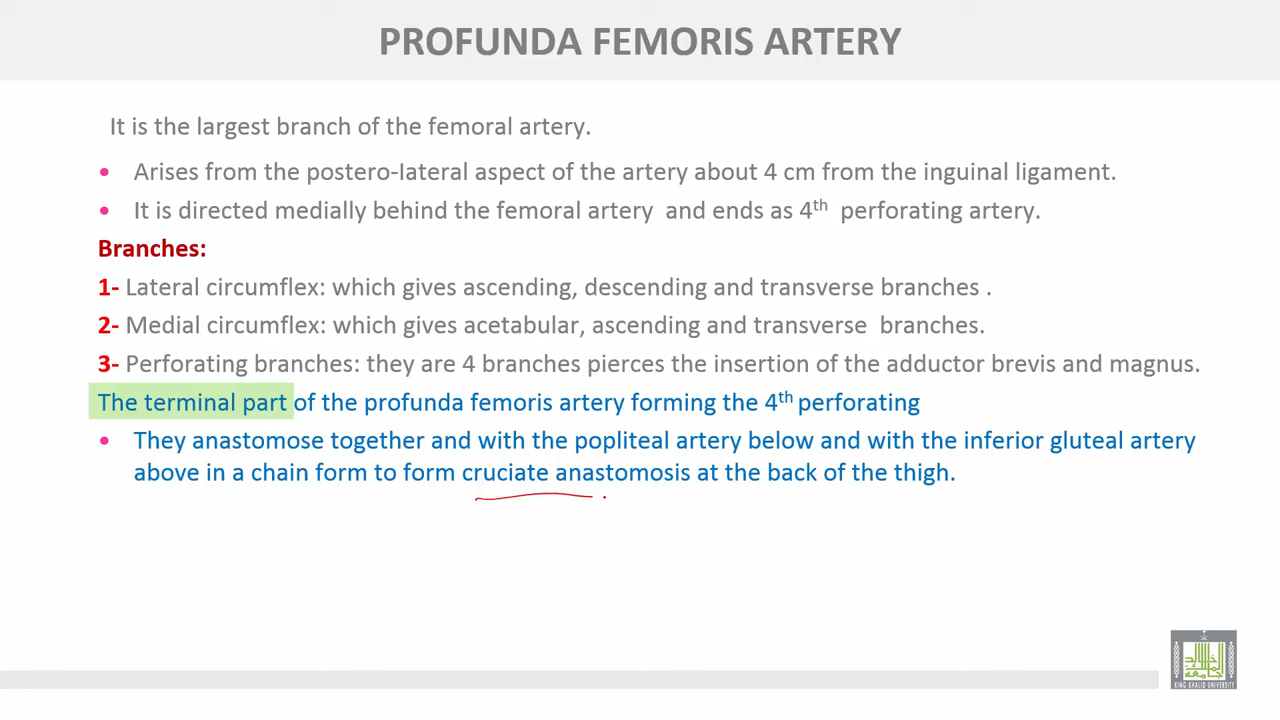 PROFUNDA FEMORIS ARTERY
It is the largest branch of the femoral artery.
• Arises from the postero-lateral aspect of the artery about 4 cm from the inguinal ligament.
• It is directed medially behind the femoral artery and ends as 4th perforating artery.
Branches:
1- Lateral circumflex: which gives ascending, descending and transverse branches .
2- Medial circumflex: which gives acetabular, ascending and transverse branches.
3- Perforating branches: they are 4 branches pierces the insertion of the adductor brevis and magnus.
The terminal part of the profunda femoris artery forming the 4th perforating
• They anastomose together and with the popliteal artery below and with the inferior gluteal artery
above in a chain form to form cruciate anastomosis at the back of the thigh.
KING KHALID UNIVERSITY